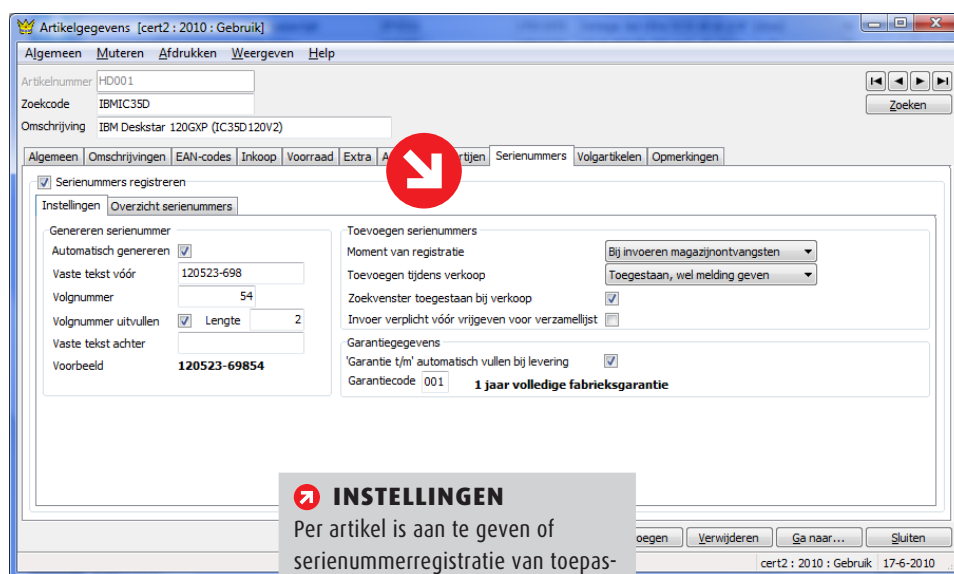 Artikelgegevens [cert2 : 2010 : Gebruik]
Algemeen Muteren Afdrukken Weergeven Help
Artikelnummer HD001
Zoekcode IBMIC35D Zoeken
Omschrijving IBM Deskstar 120GXP (IC35D120V2)
Algemeen Omschrijvingen EAN-codes Inkoop Voorraad Extra A rtijen Serienummers Volgartikelen Opmerkingen
Serienummers registreren
Instellingen Overzicht serienummers
Genereren serienummer
Automatisch genereren
Vaste tekst vóór 120523-698
Volgnummer 54
Volgnummer uitvullen Lengte 2
Vaste tekst achter
Voorbeeld 120523-69854
Toevoegen serienummers
Moment van registratie Bij invoeren magazijnontvangsten
Toevoegen tijdens verkoop Toegestaan, wel melding geven
Zoekvenster toegestaan bij verkoop
Invoer verplicht vóór vrijgeven voor verzamellijst
Garantiegegevens
'Garantie t/m' automatisch vullen bij levering
Garantiecode 001 1 jaar volledige fabrieksgarantie
INSTELLINGEN
Per artikel is aan te geven of
serienummerregistratie van toepas-
oegen Verwijderen Ga naar... Sluiten
cert2 : 2010 : Gebruik 17-6-2010